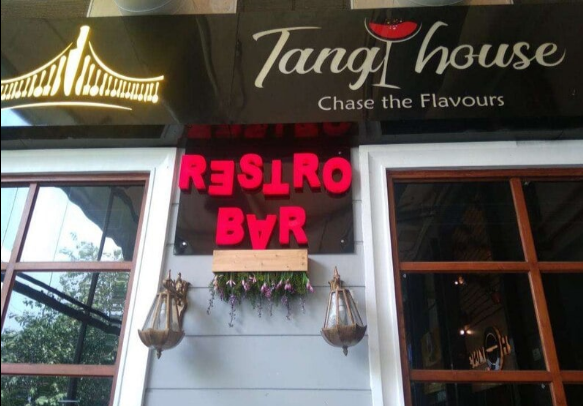 Tangy house
Chase the Flavours
RESTRO
BAR